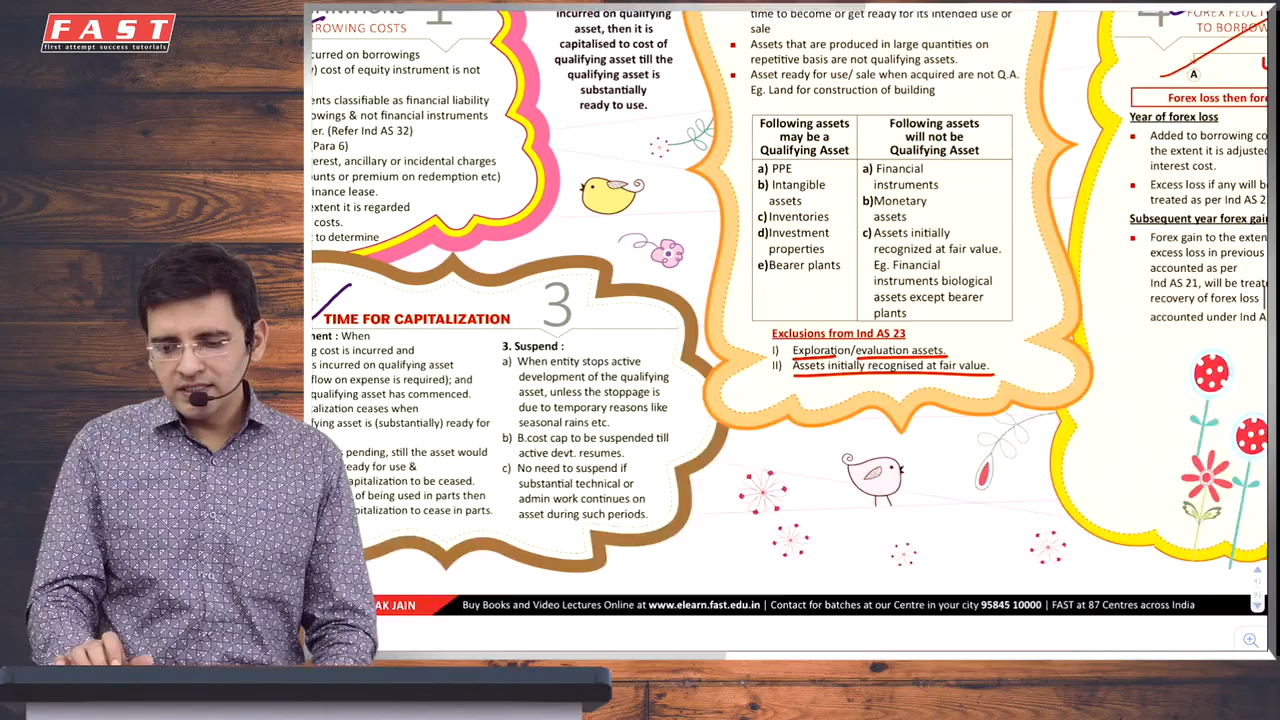 FAST
first attempt success tutorials
RROWING COSTS
1
curred on borrowings
) cost of equity instrument is not
ents classifiable as financial liability
owings & not financial instruments
er. (Refer Ind AS 32)
(Para 6)
terest, ancillary or incidental charges
unts or premium on redemption etc)
inance lease.
extent it is regarded
costs.
t to determine
incurred on qualifying
asset, then it is
capitalised to cost of
qualifying asset till the
qualifying asset is
substantially
ready to use.
time to become or get ready for its intended use or
sale
Assets that are produced in large quantities on
repetitive basis are not qualifying assets.
Asset ready for use/ sale when acquired are not Q.A.
Eg. Land for construction of building
Following assets
may be a
Qualifying Asset
a) PPE
b) Intangible
assets
c) Inventories
d)Investment
properties
e)Bearer plants
Following assets
will not be
Qualifying Asset
a) Financial
instruments
b)Monetary
assets
c) Assets initially
recognized at fair value.
Eg. Financial
instruments biological
assets except bearer
plants
Exclusions from Ind AS 23
I) Exploration/evaluation assets.
II) Assets initially recognised at fair value.
4
FOREX FLUCT
TO BORROW
A
Forex loss then fore
Year of forex loss
Added to borrowing co
the extent it is adjusted
interest cost.
Excess loss if any will be
treated as per Ind AS 2
Subsequent year forex gai
Forex gain to the exten
excess loss in previous
accounted as per
Ind AS 21, will be treat
recovery of forex loss
accounted under Ind A
TIME FOR CAPITALIZATION
3
ment : When
g cost is incurred and
s incurred on qualifying asset
flow on expense is required); and
qualifying asset has commenced.
alization ceases when
fying asset is (substantially) ready for
s pending, still the asset would
eady for use &
apitalization to be ceased.
of being used in parts then
pitalization to cease in parts.
3. Suspend :
a) When entity stops active
development of the qualifying
asset, unless the stoppage is
due to temporary reasons like
seasonal rains etc.
b) B.cost cap to be suspended till
active devt. resumes.
c) No need to suspend if
substantial technical or
admin work continues on
asset during such periods.
AK JAIN
Buy Books and Video Lectures Online at www.elearn.fast.edu.in | Contact for batches at our Centre in your city 95845 10000 | FAST at 87 Centres across India